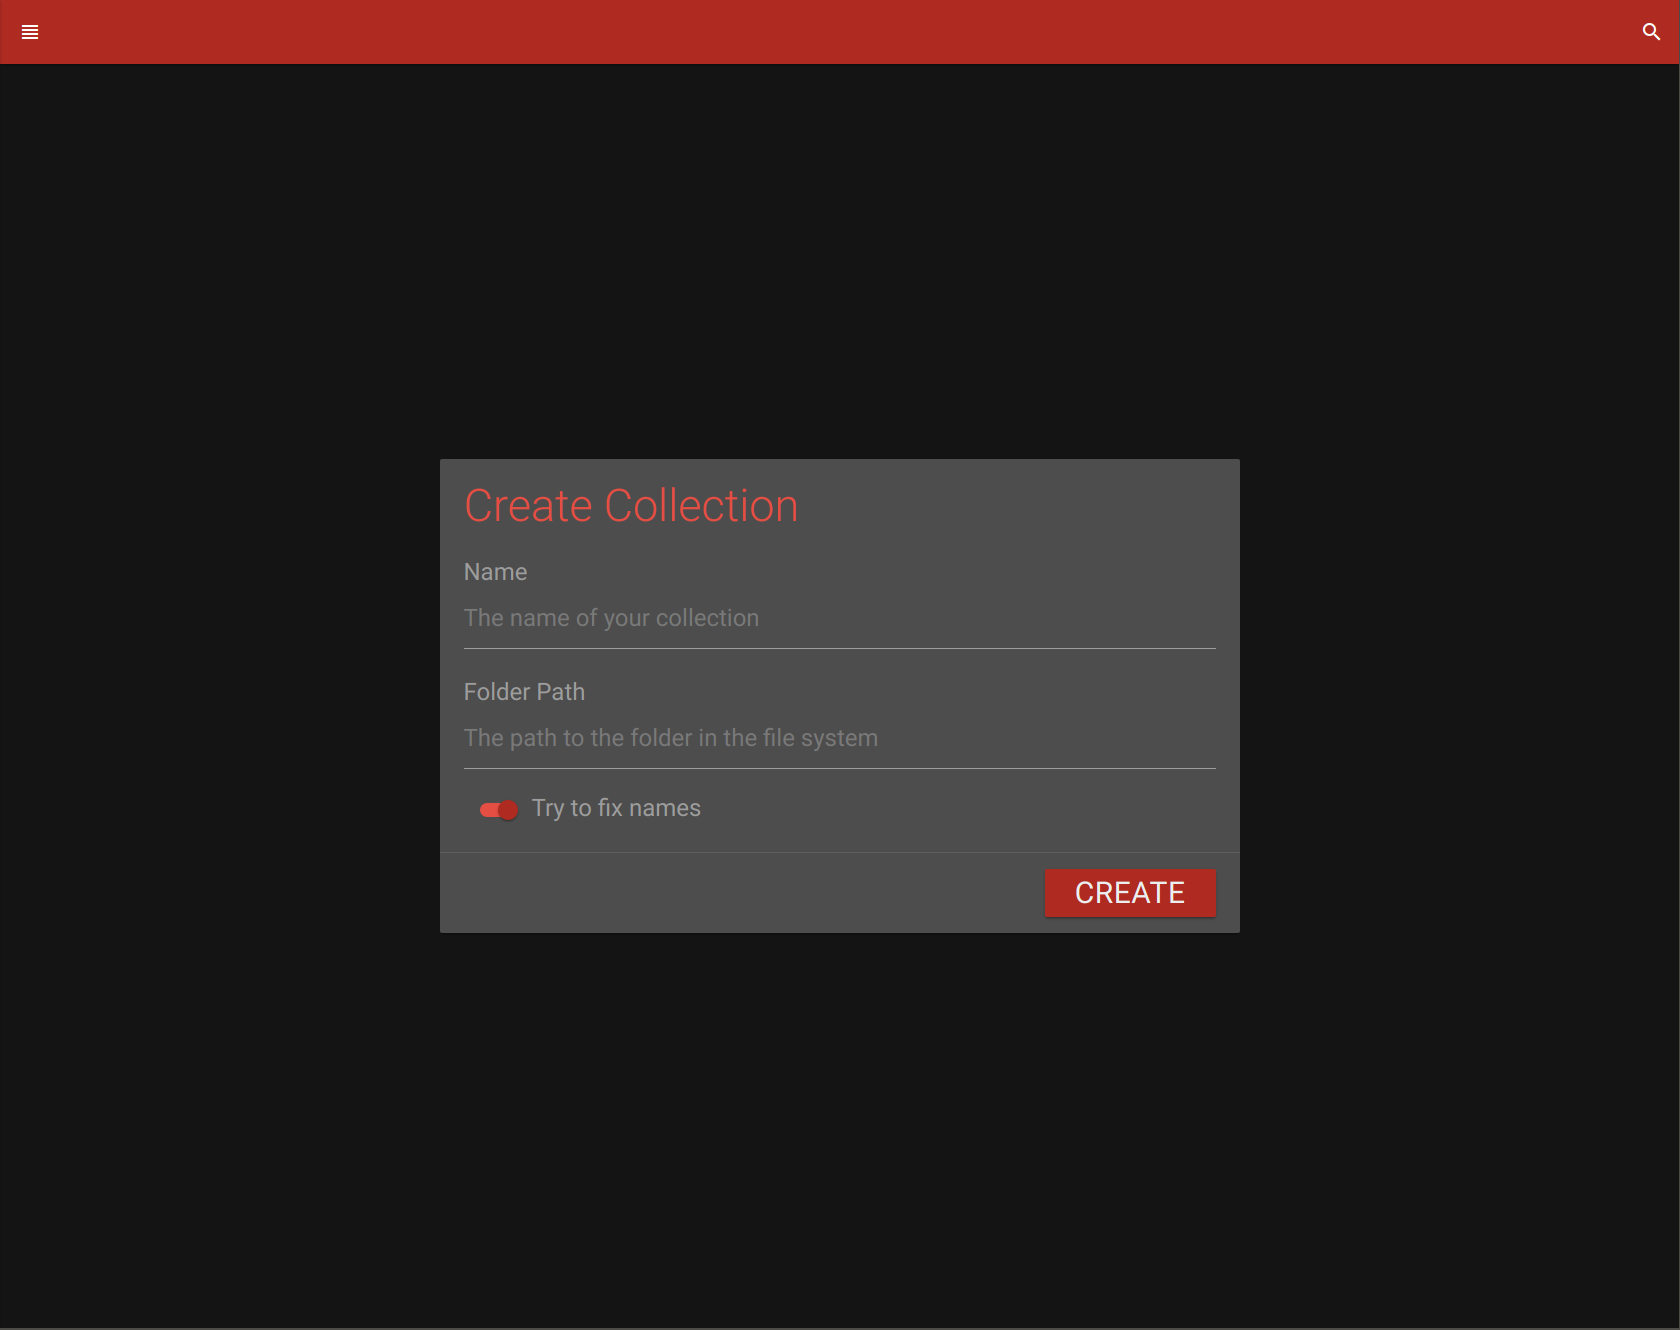 Create Collection
Name
The name of your collection
Folder Path
The path to the folder in the file system
Try to fix names
CREATE